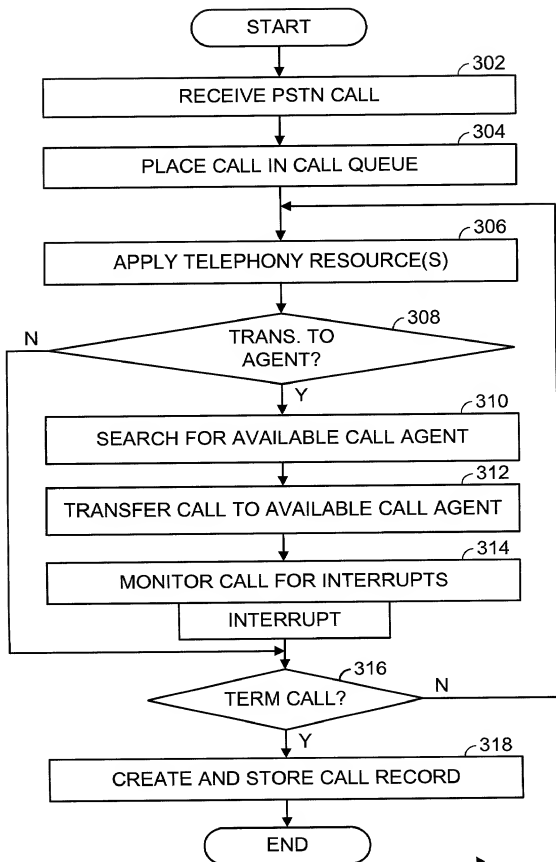 START
302
RECEIVE PSTN CALL
304
PLACE CALL IN CALL QUEUE
306
APPLY TELEPHONY RESOURCE(S)
308
N
TRANS. TO
AGENT?
Y
310
SEARCH FOR AVAILABLE CALL AGENT
312
TRANSFER CALL TO AVAILABLE CALL AGENT
314
MONITOR CALL FOR INTERRUPTS
INTERRUPT
316
TERM CALL?
N
Y
318
CREATE AND STORE CALL RECORD
END